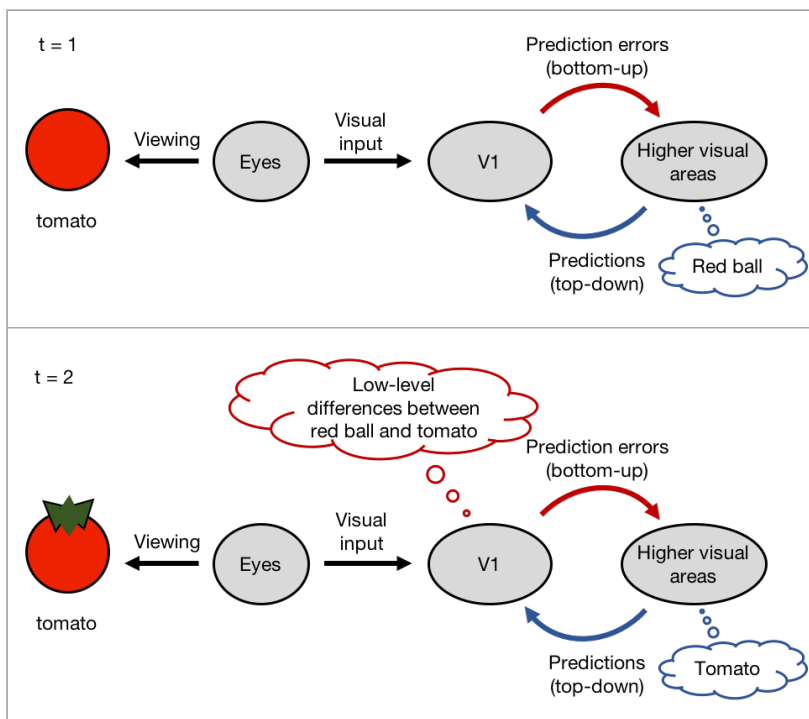 t = 1
Prediction errors
(bottom-up)
Viewing
Visual
input
Eyes
V1
Higher visual
areas
tomato
Predictions
(top-down)
Red ball
t = 2
Low-level
differences between
red ball and tomato
Prediction errors
(bottom-up)
Viewing
Visual
input
Eyes
V1
Higher visual
areas
tomato
Predictions
(top-down)
Tomato